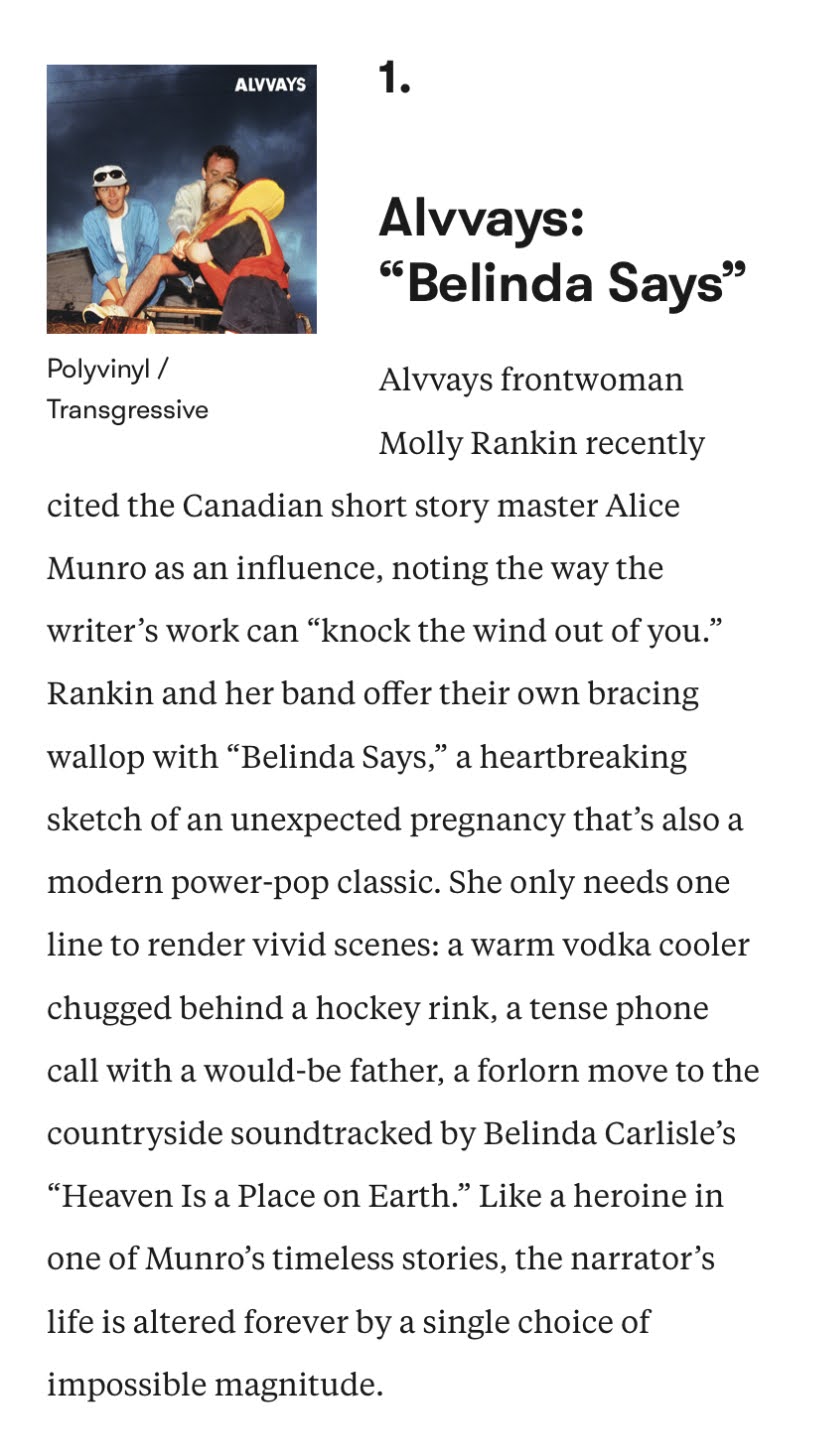 ALVVAYS
Polyvinyl /
Transgressive
1.
Alvvays:
“Belinda Says”
Alvvays frontwoman
Molly Rankin recently
cited the Canadian short story master Alice
Munro as an influence, noting the way the
writer’s work can “knock the wind out of you.”
Rankin and her band offer their own bracing
wallop with “Belinda Says,” a heartbreaking
sketch of an unexpected pregnancy that’s also a
modern power-pop classic. She only needs one
line to render vivid scenes: a warm vodka cooler
chugged behind a hockey rink, a tense phone
call with a would-be father, a forlorn move to the
countryside soundtracked by Belinda Carlisle’s
“Heaven Is a Place on Earth.” Like a heroine in
one of Munro’s timeless stories, the narrator’s
life is altered forever by a single choice of
impossible magnitude.